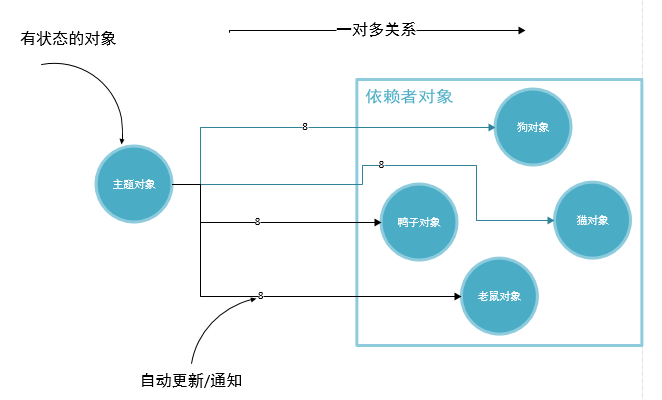 有状态的对象
一对多关系
依赖者对象
8
狗对象
8
主题对象
8
鸭子对象
猫对象
8
老鼠对象
自动更新/通知